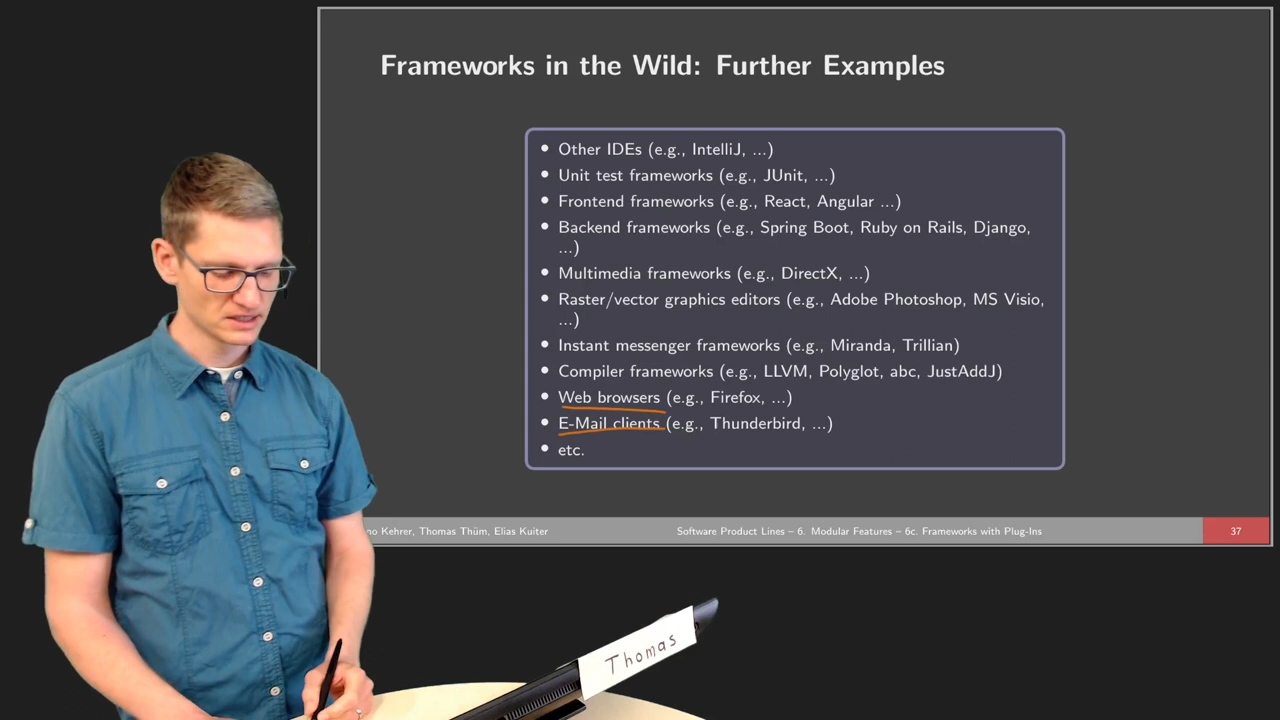 Frameworks in the Wild: Further Examples
• Other IDEs (e.g., IntelliJ, ...)
• Unit test frameworks (e.g., JUnit, ...)
• Frontend frameworks (e.g., React, Angular ...)
• Backend frameworks (e.g., Spring Boot, Ruby on Rails, Django,
...)
• Multimedia frameworks (e.g., DirectX, ...)
• Raster/vector graphics editors (e.g., Adobe Photoshop, MS Visio,
...)
• Instant messenger frameworks (e.g., Miranda, Trillian)
• Compiler frameworks (e.g., LLVM, Polyglot, abc, JustAddJ)
• Web browsers (e.g., Firefox, ...)
• E-Mail clients (e.g., Thunderbird, ...)
• etc.
Kehrer, Thomas Thüm, Elias Kuiter
Software Product Lines – 6. Modular Features – 6c. Frameworks with Plug-Ins
37
Thomas